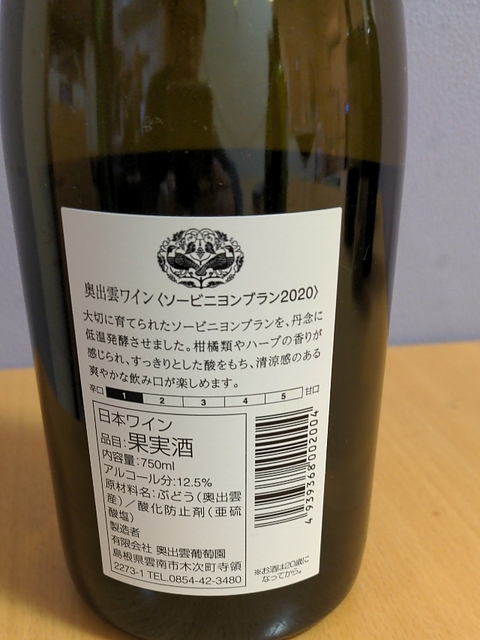 奥出雲ワイン〈ソービニヨンブラン2020〉
大切に育てられたソービニヨンブランを、丹念に
低温発酵させました。柑橘類やハーブの香りが
感じられ、すっきりとした酸をもち、清涼感のある
爽やかな飲み口が楽しめます。
辛口 1 2 3 4 5 甘口
日本ワイン
品目:果実酒
内容量:750ml
アルコール分:12.5%
原材料名:ぶどう(奥出雲
産)/酸化防止剤(亜硫
酸塩)
製造者
有限会社 奥出雲葡萄園
島根県雲南市木次町寺領
2273-1 TEL.0854-42-3480
4 939368 002004
※お酒は20歳に
なってから。